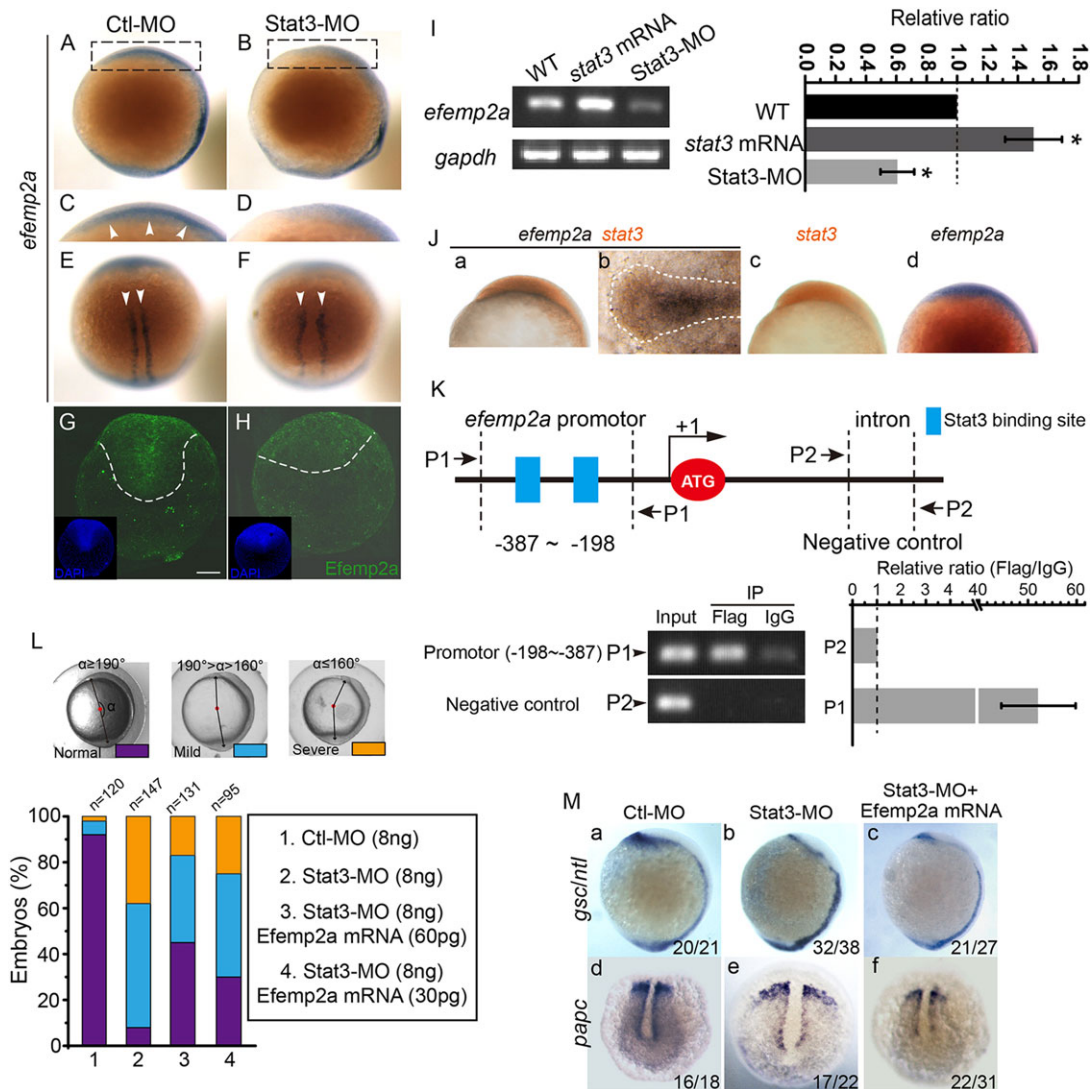 Ctl-MO
Stat3-MO
efemp2a
A
B
C
D
E
F
G
H
DAPI
DAPI
Efemp2a
I
WT
stat3 mRNA
Stat3-MO
efemp2a
gapdh
Relative ratio
0.0
0.2
0.4
0.6
0.8
1.0
1.2
1.4
1.6
1.8
WT
stat3 mRNA
*
Stat3-MO
*
J
efemp2a stat3
stat3
efemp2a
a
b
c
d
K
efemp2a promotor
+1
intron
Stat3 binding site
P1
P2
ATG
P1
P2
-387 ~ -198
Negative control
IP
Input
Flag
IgG
Promotor (-198~-387) P1
Negative control P2
Relative ratio (Flag/IgG)
0 1 2 3 4 40 50 60
P2
P1
L
α≥190°
190°>α>160°
α≤160°
α
Normal
Mild
Severe
n=120
n=147
n=131
n=95
100
80
60
40
20
0
Embryos (%)
1
2
3
4
1. Ctl-MO (8ng)
2. Stat3-MO (8ng)
3. Stat3-MO (8ng)
Efemp2a mRNA (60pg)
4. Stat3-MO (8ng)
Efemp2a mRNA (30pg)
M
Ctl-MO
Stat3-MO
Stat3-MO+
Efemp2a mRNA
gsc/ntl
a
b
c
20/21
32/38
21/27
papc
d
e
f
16/18
17/22
22/31